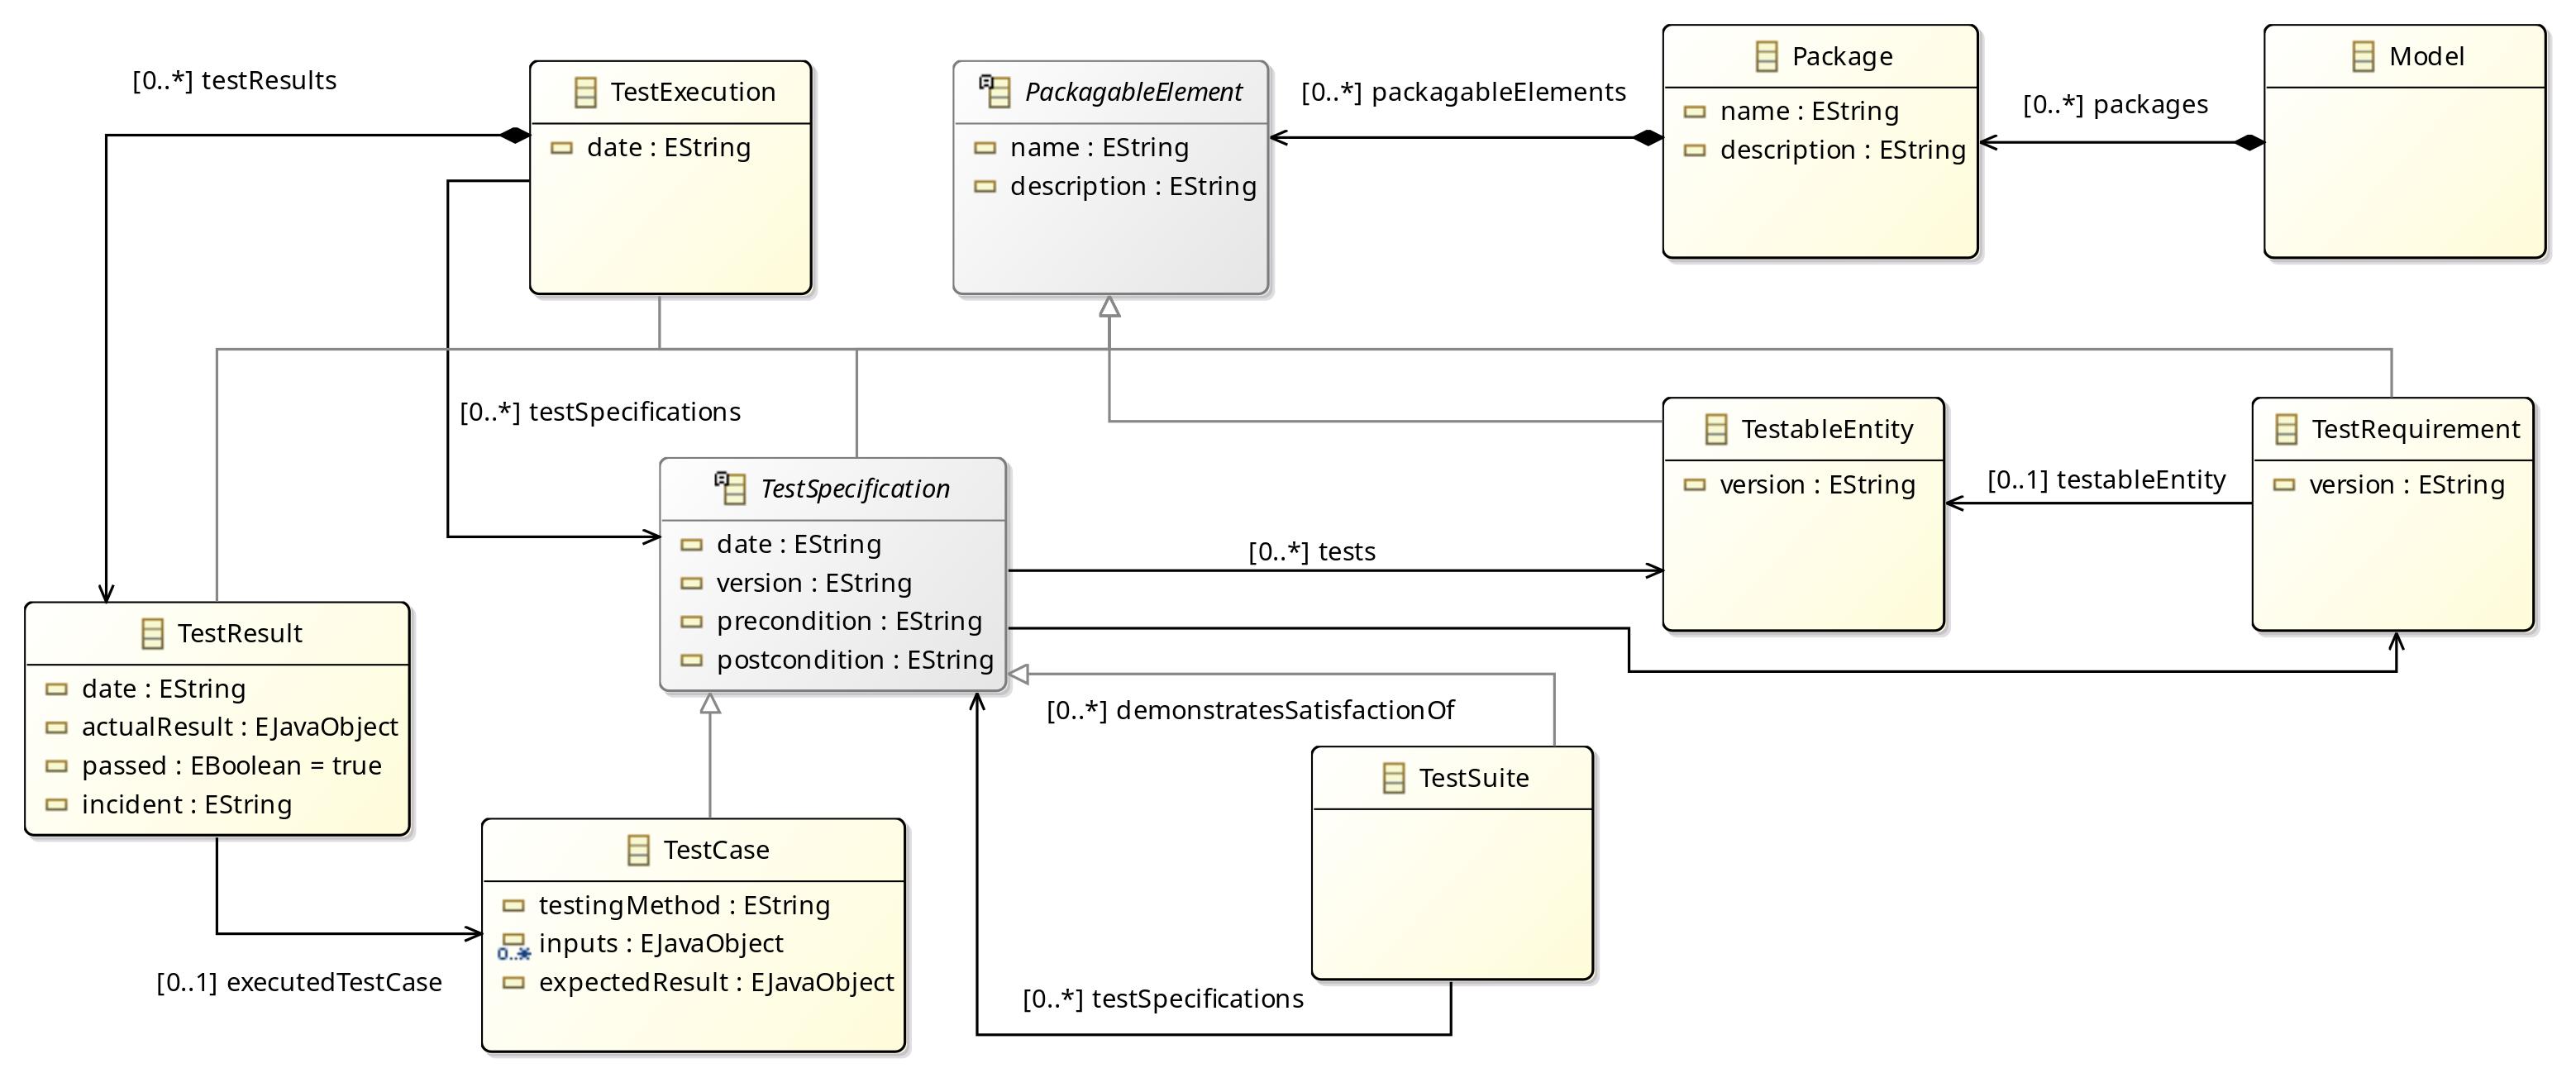 [0..*] testResults
TestExecution
date : EString
PackagableElement
name : EString
description : EString
[0..*] packagableElements
Package
name : EString
description : EString
[0..*] packages
Model
[0..*] testSpecifications
TestSpecification
date : EString
version : EString
precondition : EString
postcondition : EString
[0..*] tests
TestableEntity
version : EString
[0..1] testableEntity
TestRequirement
version : EString
TestResult
date : EString
actualResult : EJavaObject
passed : EBoolean = true
incident : EString
[0..*] demonstratesSatisfactionOf
TestSuite
TestCase
testingMethod : EString
0..*
inputs : EJavaObject
expectedResult : EJavaObject
[0..1] executedTestCase
[0..*] testSpecifications